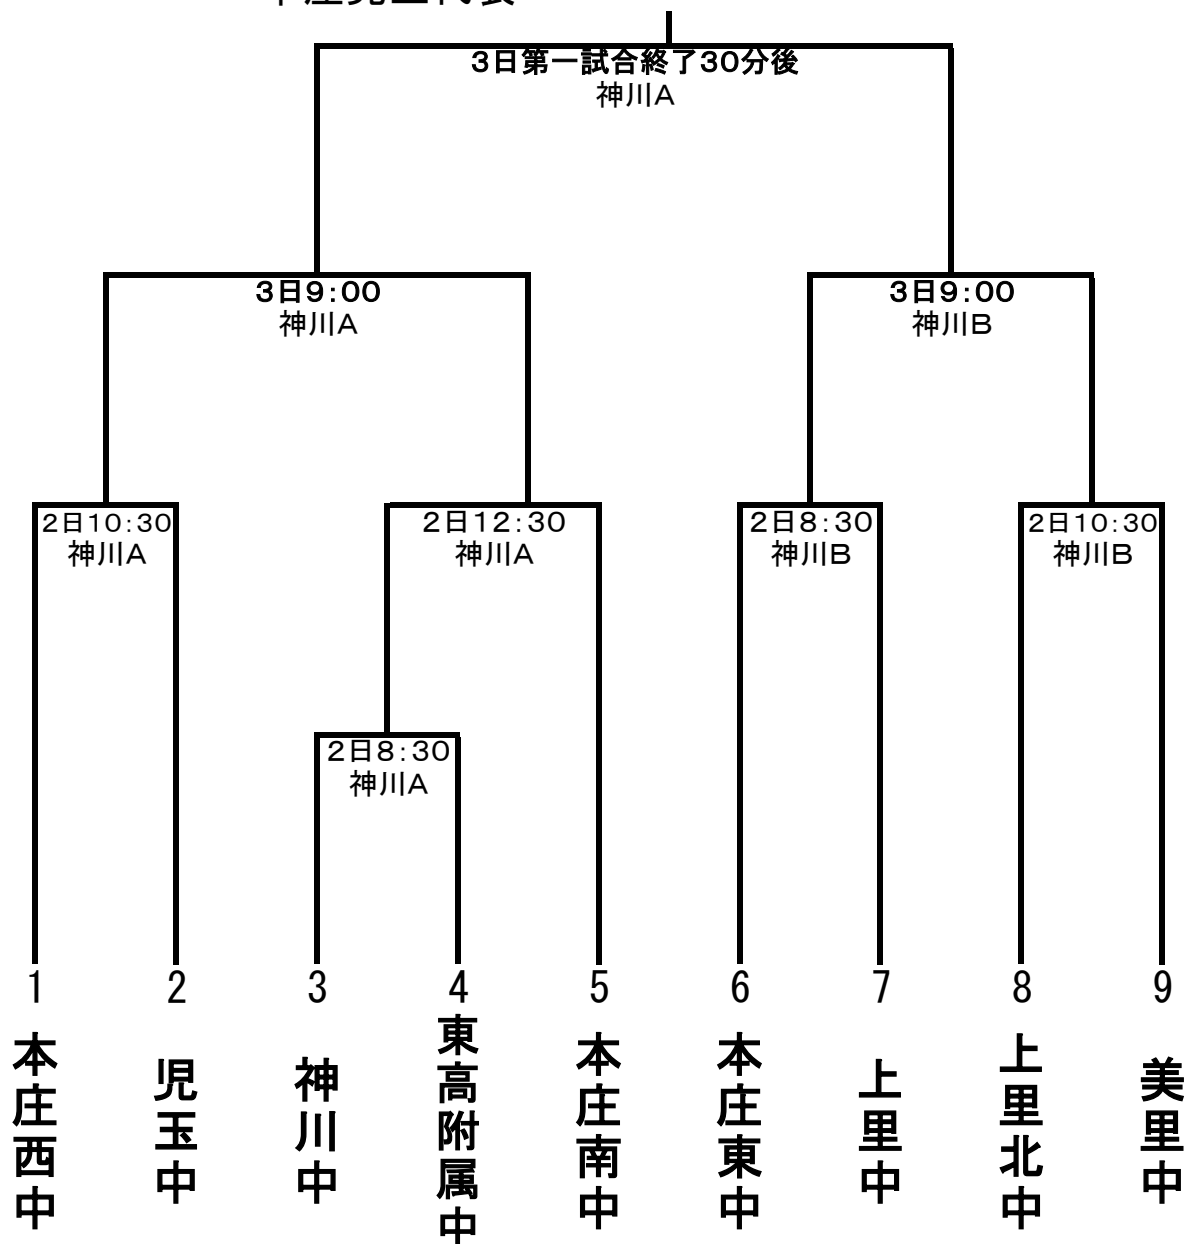 3日第一試合終了30分後
神川A
3日9:00
神川A
3日9:00
神川B
2日10:30
神川A
2日12:30
神川A
2日8:30
神川B
2日10:30
神川B
2日8:30
神川A
1
2
3
4
5
6
7
8
9
本庄西中
児玉中
神川中
東高附属中
本庄南中
本庄東中
上里中
上里北中
美里中